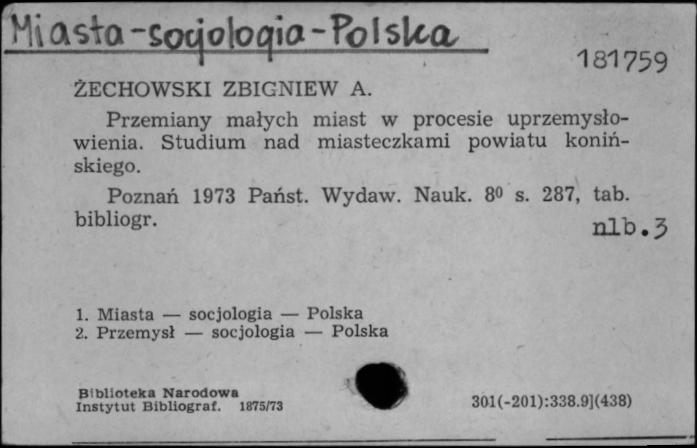 Miasta-socjologia-Polska
181759
ŻECHOWSKI ZBIGNIEW A.
Przemiany małych miast w procesie uprzemysło-
wienia. Studium nad miasteczkami powiatu koniń-
skiego.
Poznań 1973 Państ. Wydaw. Nauk. 8⁰ s. 287, tab.
bibliogr.
nlb.3
1. Miasta — socjologia — Polska
2. Przemysł — socjologia — Polska
Biblioteka Narodowa
Instytut Bibliograf. 1875/73
301(-201):338.9](438)